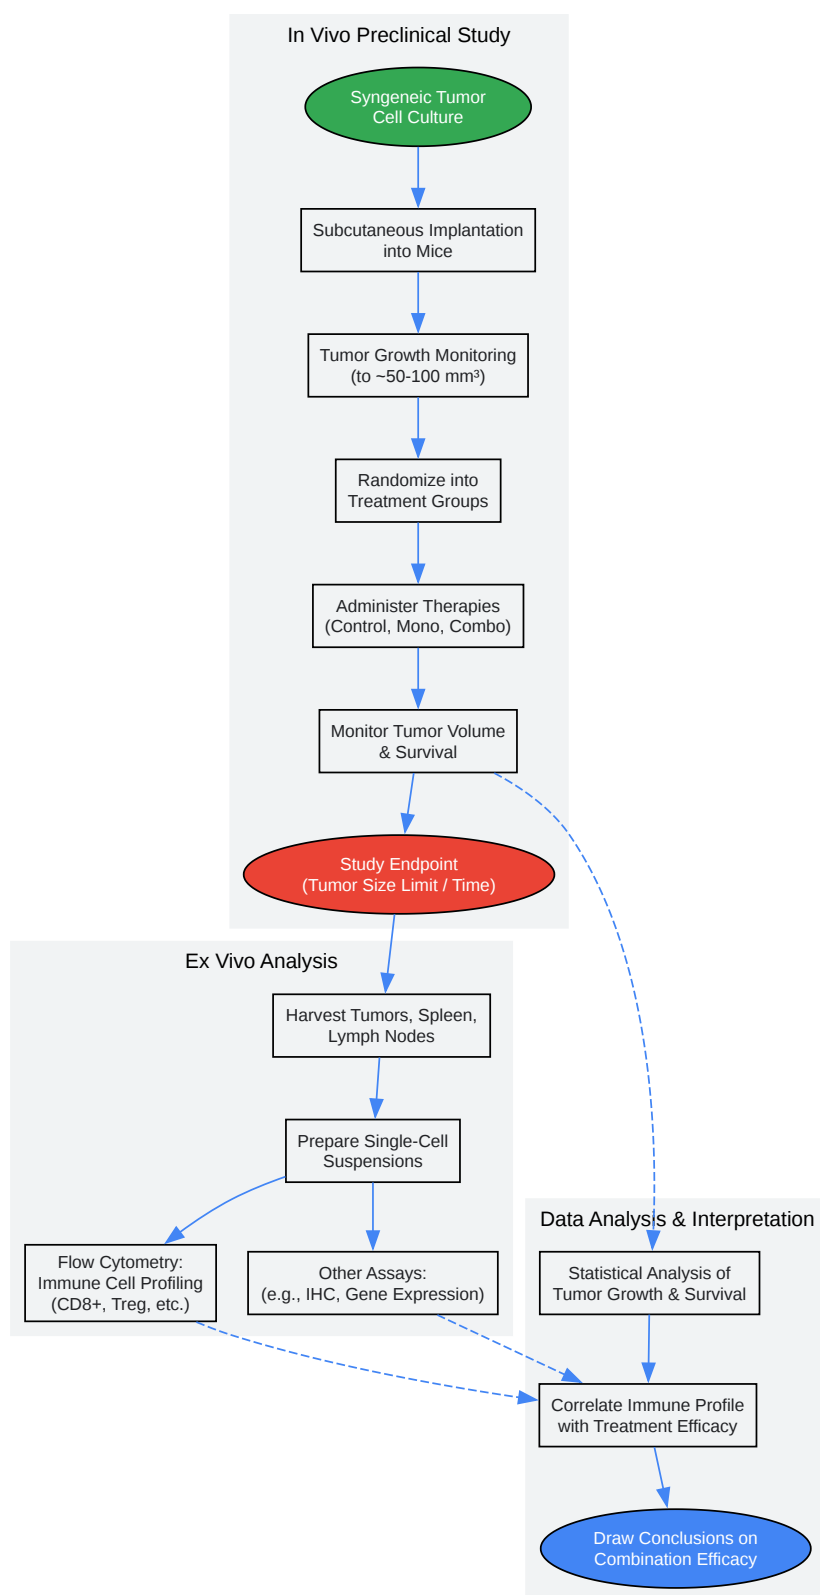 In Vivo Preclinical Study
Syngeneic Tumor
Cell Culture
Subcutaneous Implantation
into Mice
Tumor Growth Monitoring
(to ~50-100 mm³)
Randomize into
Treatment Groups
Administer Therapies
(Control, Mono, Combo)
Monitor Tumor Volume
& Survival
Study Endpoint
(Tumor Size Limit / Time)
Ex Vivo Analysis
Harvest Tumors, Spleen,
Lymph Nodes
Prepare Single-Cell
Suspensions
Flow Cytometry:
Immune Cell Profiling
(CD8+, Treg, etc.)
Other Assays:
(e.g., IHC, Gene Expression)
Data Analysis & Interpretation
Statistical Analysis of
Tumor Growth & Survival
Correlate Immune Profile
with Treatment Efficacy
Draw Conclusions on
Combination Efficacy